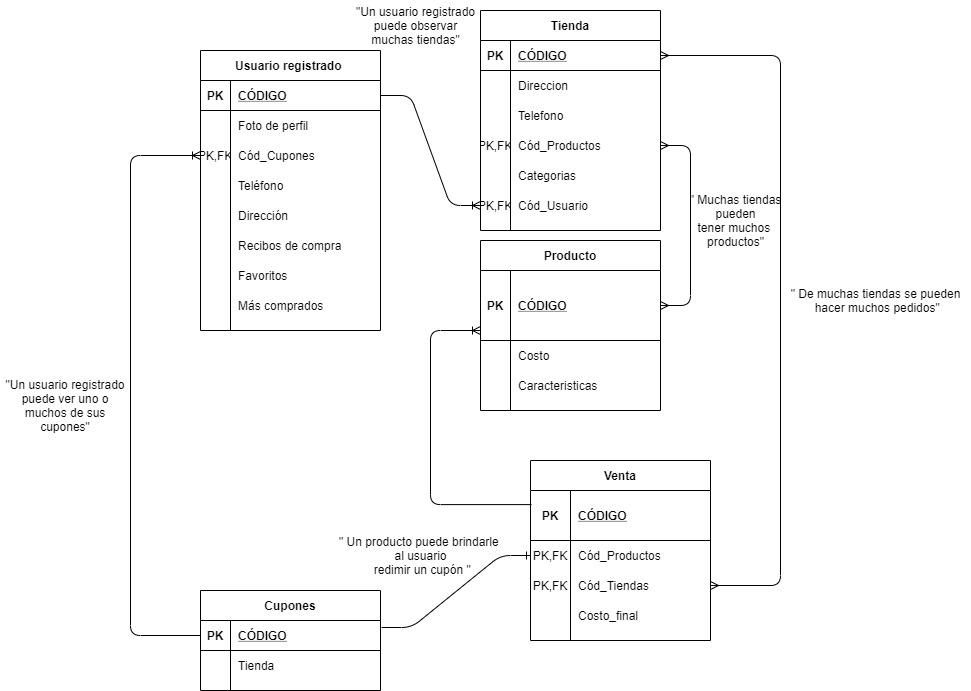 "Un usuario registrado
puede observar
muchas tiendas"
Tienda
PK CÓDIGO
Direccion
Telefono
PK,FK Cód_Productos
Categorias
PK,FK Cód_Usuario
Usuario registrado
PK CÓDIGO
Foto de perfil
PK,FK Cód_Cupones
Teléfono
Dirección
Recibos de compra
Favoritos
Más comprados
" Muchas tiendas
pueden
tener muchos
productos"
Producto
PK CÓDIGO
Costo
Caracteristicas
" De muchas tiendas se pueden
hacer muchos pedidos"
"Un usuario registrado
puede ver uno o
muchos de sus
cupones"
Venta
PK CÓDIGO
PK,FK Cód_Productos
PK,FK Cód_Tiendas
Costo_final
" Un producto puede brindarle
al usuario
redimir un cupón "
Cupones
PK CÓDIGO
Tienda